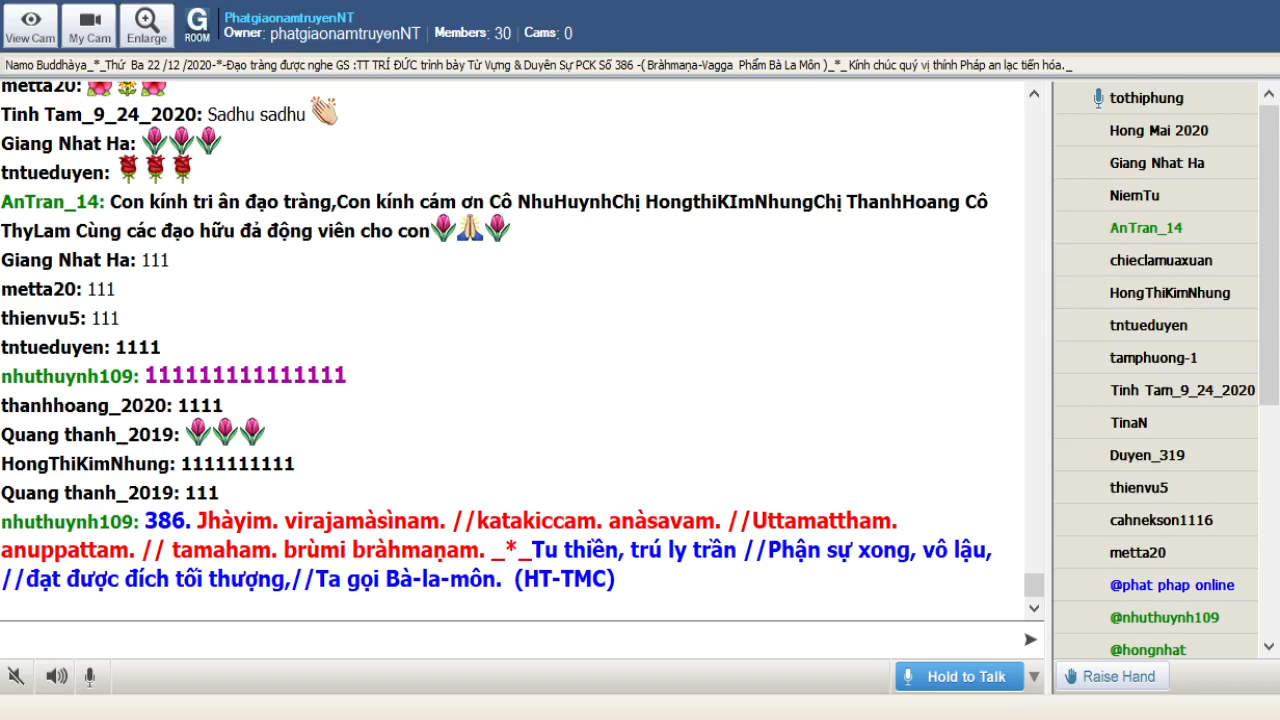 View Cam
My Cam
Enlarge
G
ROOM
PhatgiaonamtruyenNT
Owner: phatgiaonamtruyenNT | Members: 30 | Cams: 0
Namo Buddhàya_*_Thứ Ba 22 /12 /2020-*-Đạo tràng được nghe GS :TT TRÍ ĐỨC trình bày Từ Vựng & Duyên Sự PCK Số 386 -( Bràhmaṇa-Vagga Phẩm Bà La Môn )_*_ Kính chúc quý vị thính Pháp an lạc tiến hóa._
metta20:
Tinh Tam_9_24_2020: Sadhu sadhu
Giang Nhat Ha:
tntueduyen:
AnTran_14: Con kính tri ân đạo tràng,Con kính cám ơn Cô NhuHuynhChị HongthiKImNhungChị ThanhHoang Cô
ThyLam Cùng các đạo hữu đả động viên cho con
Giang Nhat Ha: 111
metta20: 111
thienvu5: 111
tntueduyen: 1111
nhuthuynh109: 111111111111111
thanhhoang_2020: 1111
Quang thanh_2019:
HongThiKimNhung: 1111111111
Quang thanh_2019: 111
nhuthuynh109: 386. Jhàyim. virajamàsìnam. //katakiccam. anàsavam. //Uttamattham.
anuppattam. // tamaham. brùmi bràhmaṇam. _*_Tu thiền, trú ly trần //Phận sự xong, vô lậu,
//đạt được đích tối thượng,//Ta gọi Bà-la-môn. (HT-TMC)
Hold to Talk
tothiphung
Hong Mai 2020
Giang Nhat Ha
NiemTu
AnTran_14
chieclamuaxuan
HongThiKimNhung
tntueduyen
tamphuong-1
Tinh Tam_9_24_2020
TinaN
Duyen_319
thienvu5
cahnekson1116
metta20
@phat phap online
@nhuthuynh109
@hongnhat
Raise Hand